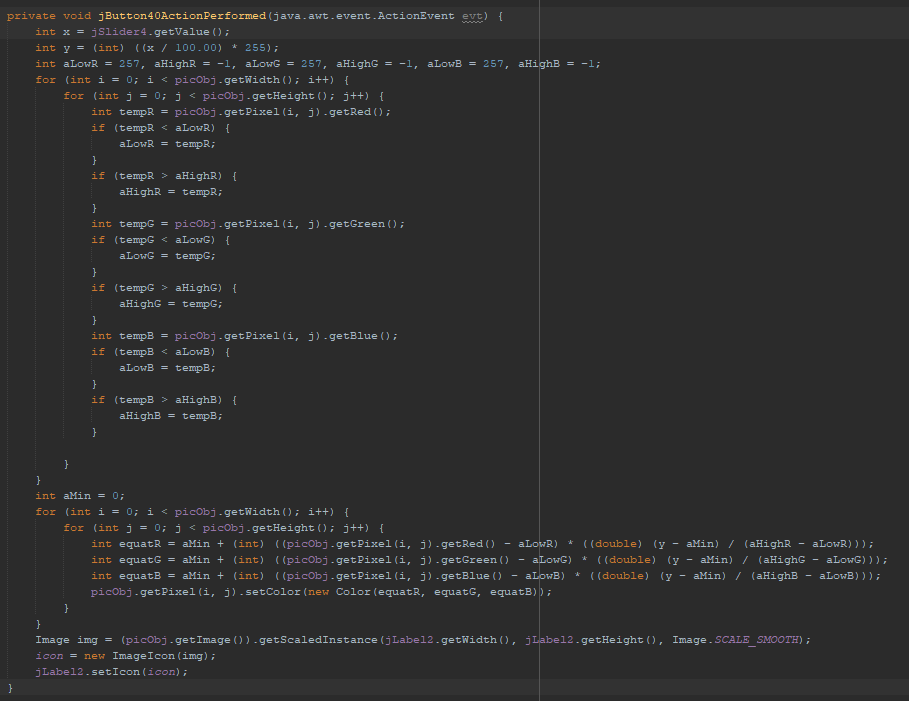 private void jButton40ActionPerformed(java.awt.event.ActionEvent evt) {
int x = jSlider4.getValue();
int y = (int) ((x / 100.00) * 255);
int aLowR = 257, aHighR = -1, aLowG = 257, aHighG = -1, aLowB = 257, aHighB = -1;
for (int i = 0; i < picObj.getWidth(); i++) {
for (int j = 0; j < picObj.getHeight(); j++) {
int tempR = picObj.getPixel(i, j).getRed();
if (tempR < aLowR) {
aLowR = tempR;
}
if (tempR > aHighR) {
aHighR = tempR;
}
int tempG = picObj.getPixel(i, j).getGreen();
if (tempG < aLowG) {
aLowG = tempG;
}
if (tempG > aHighG) {
aHighG = tempG;
}
int tempB = picObj.getPixel(i, j).getBlue();
if (tempB < aLowB) {
aLowB = tempB;
}
if (tempB > aHighB) {
aHighB = tempB;
}
}
}
int aMin = 0;
for (int i = 0; i < picObj.getWidth(); i++) {
for (int j = 0; j < picObj.getHeight(); j++) {
int equatR = aMin + (int) ((picObj.getPixel(i, j).getRed() - aLowR) * ((double) (y - aMin) / (aHighR - aLowR)));
int equatG = aMin + (int) ((picObj.getPixel(i, j).getGreen() - aLowG) * ((double) (y - aMin) / (aHighG - aLowG)));
int equatB = aMin + (int) ((picObj.getPixel(i, j).getBlue() - aLowB) * ((double) (y - aMin) / (aHighB - aLowB)));
picObj.getPixel(i, j).setColor(new Color(equatR, equatG, equatB));
}
}
Image img = (picObj.getImage()).getScaledInstance(jLabel2.getWidth(), jLabel2.getHeight(), Image.SCALE_SMOOTH);
icon = new ImageIcon(img);
jLabel2.setIcon(icon);
}